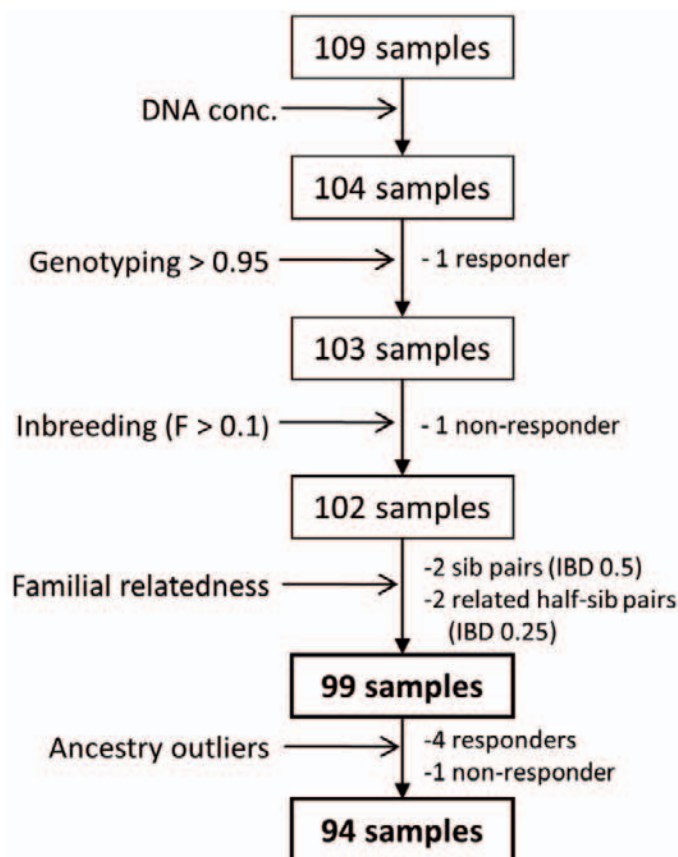 109 samples
DNA conc.
104 samples
Genotyping > 0.95
- 1 responder
103 samples
Inbreeding (F > 0.1)
- 1 non-responder
102 samples
Familial relatedness
-2 sib pairs (IBD 0.5)
-2 related half-sib pairs
(IBD 0.25)
99 samples
Ancestry outliers
-4 responders
-1 non-responder
94 samples